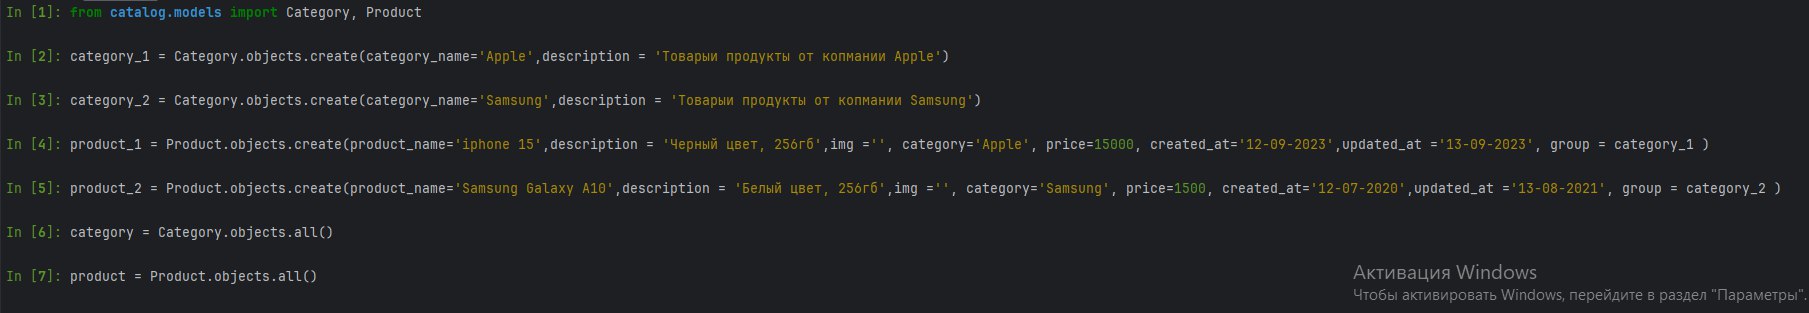 In [1]: from catalog.models import Category, Product
In [2]: category_1 = Category.objects.create(category_name='Apple',description = 'Товарыи продукты от копмании Apple')
In [3]: category_2 = Category.objects.create(category_name='Samsung',description = 'Товарыи продукты от копмании Samsung')
In [4]: product_1 = Product.objects.create(product_name='iphone 15',description = 'Черный цвет, 256гб',img ='', category='Apple', price=15000, created_at='12-09-2023',updated_at ='13-09-2023', group = category_1 )
In [5]: product_2 = Product.objects.create(product_name='Samsung Galaxy A10',description = 'Белый цвет, 256гб',img ='', category='Samsung', price=1500, created_at='12-07-2020',updated_at ='13-08-2021', group = category_2 )
In [6]: category = Category.objects.all()
In [7]: product = Product.objects.all()
Активация Windows
Чтобы активировать Windows, перейдите в раздел "Параметры".